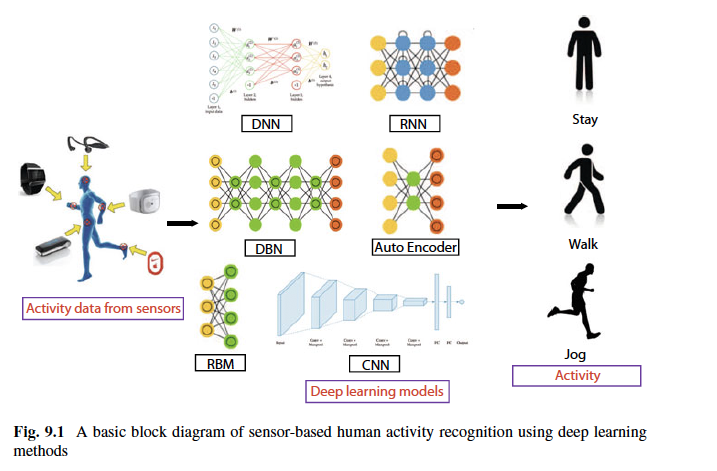 DNN
RNN
Stay
DBN
Auto Encoder
Walk
Activity data from sensors
RBM
CNN
Jog
Deep learning models
Activity
Fig. 9.1 A basic block diagram of sensor-based human activity recognition using deep learning
methods